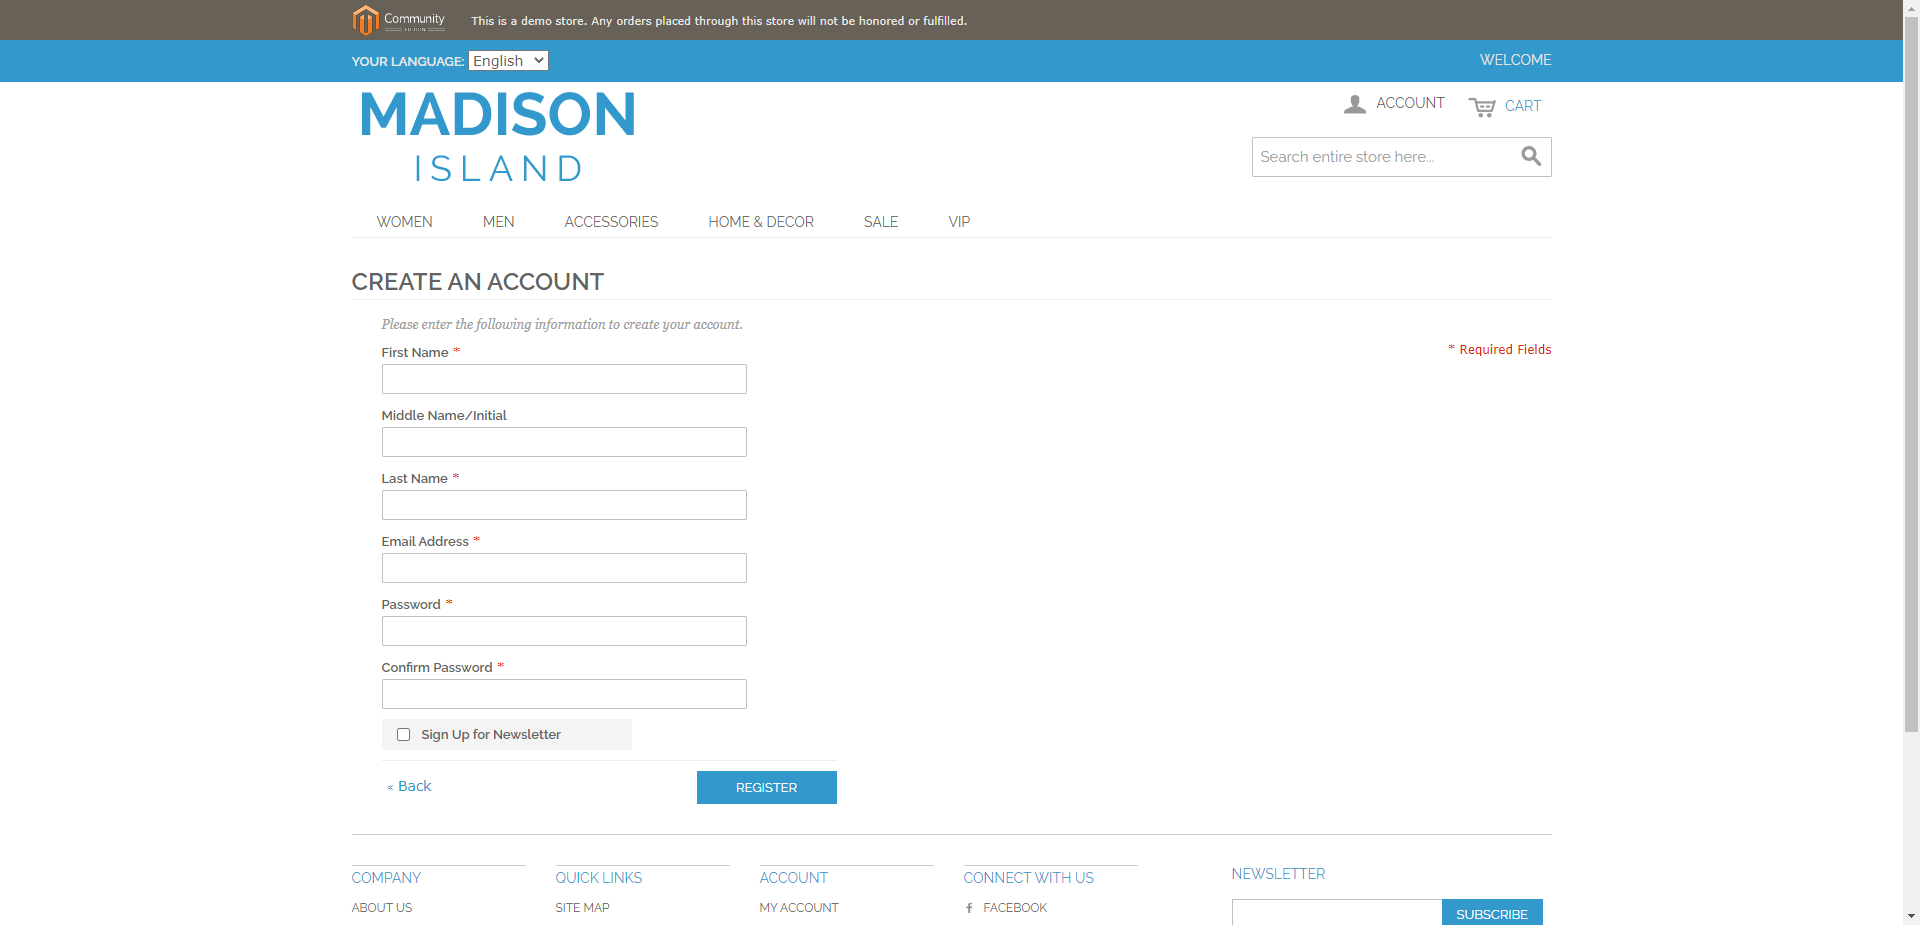 Community
This is a demo store. Any orders placed through this store will not be honored or fulfilled.
YOUR LANGUAGE: English
WELCOME
MADISON
ISLAND
ACCOUNT
CART
Search entire store here...
WOMEN MEN ACCESSORIES HOME & DECOR SALE VIP
CREATE AN ACCOUNT
Please enter the following information to create your account.
* Required Fields
First Name *
Middle Name/Initial
Last Name *
Email Address *
Password *
Confirm Password *
Sign Up for Newsletter
« Back
REGISTER
COMPANY
ABOUT US
QUICK LINKS
SITE MAP
ACCOUNT
MY ACCOUNT
CONNECT WITH US
FACEBOOK
NEWSLETTER
SUBSCRIBE